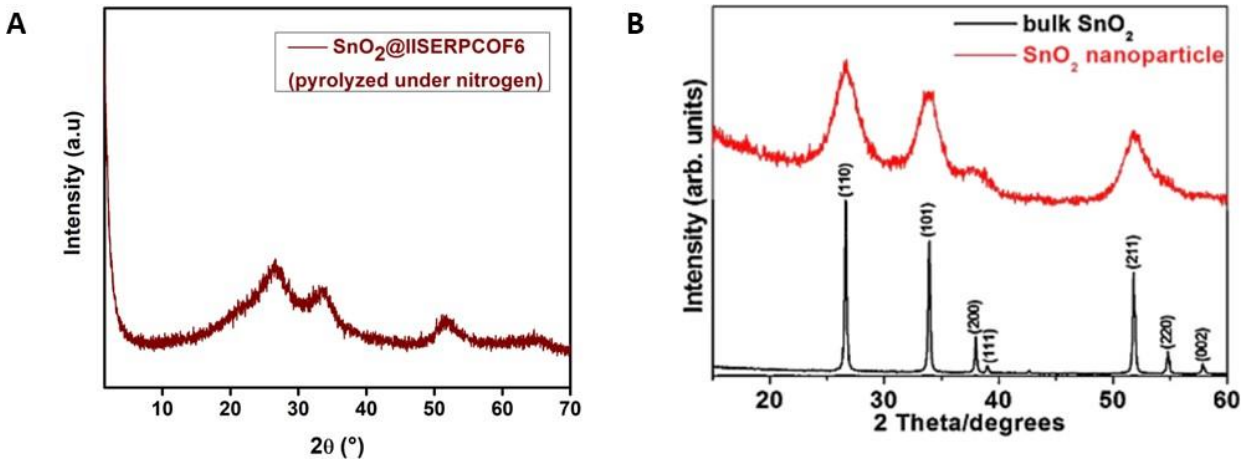 A
SnO₂@IISERPCOF6
(pyrolyzed under nitrogen)
Intensity (a.u)
10 20 30 40 50 60 70
2θ (°)
B
bulk SnO₂
SnO₂ nanoparticle
Intensity (arb. units)
(110)
(101)
(200)
(111)
(211)
(220)
(002)
20 30 40 50 60
2 Theta/degrees